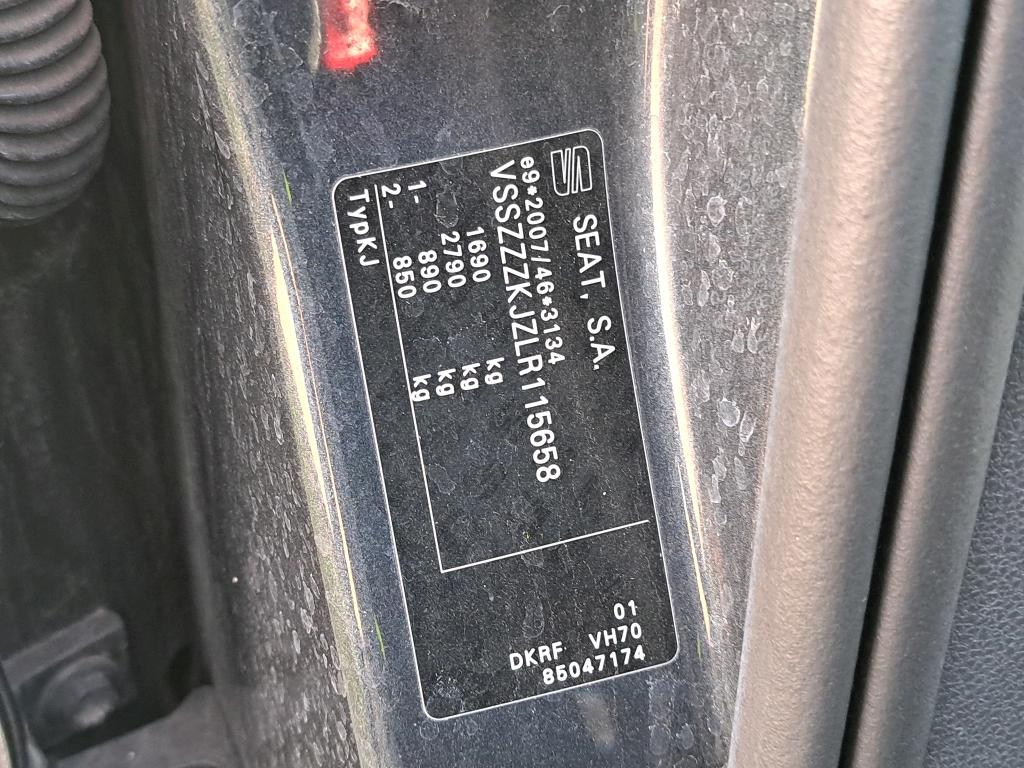 SEAT, S.A.
e9*2007/46*3134
VSSZZZKJZLR115658
1690 kg
2790 kg
1- 890 kg
2- 850 kg
TypKJ
01
DKRF VH70
85047174